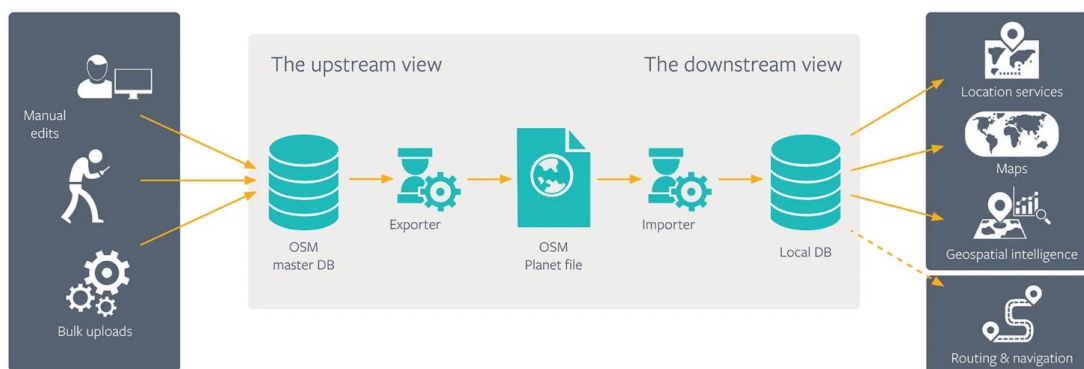 The upstream view
The downstream view
Manual
edits
Bulk uploads
OSM
master DB
Exporter
OSM
Planet file
Importer
Local DB
Location services
Maps
Geospatial intelligence
Routing & navigation